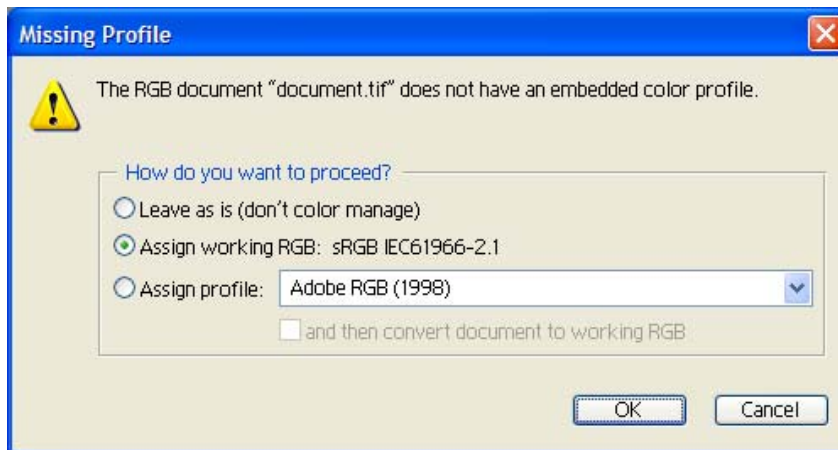 Missing Profile
The RGB document “document.tif” does not have an embedded color profile.
How do you want to proceed?
Leave as is (don't color manage)
Assign working RGB: sRGB IEC61966-2.1
Assign profile: Adobe RGB (1998)
and then convert document to working RGB
OK Cancel